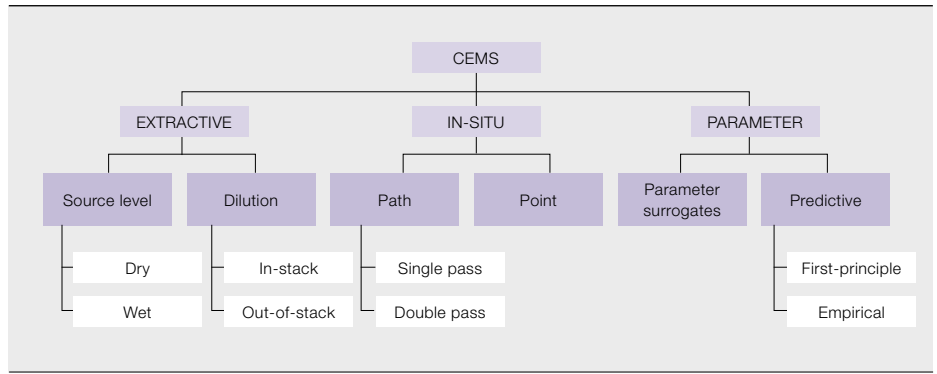 CEMS
EXTRACTIVE
IN-SITU
PARAMETER
Source level
Dilution
Path
Point
Parameter
surrogates
Predictive
Dry
In-stack
Single pass
First-principle
Wet
Out-of-stack
Double pass
Empirical